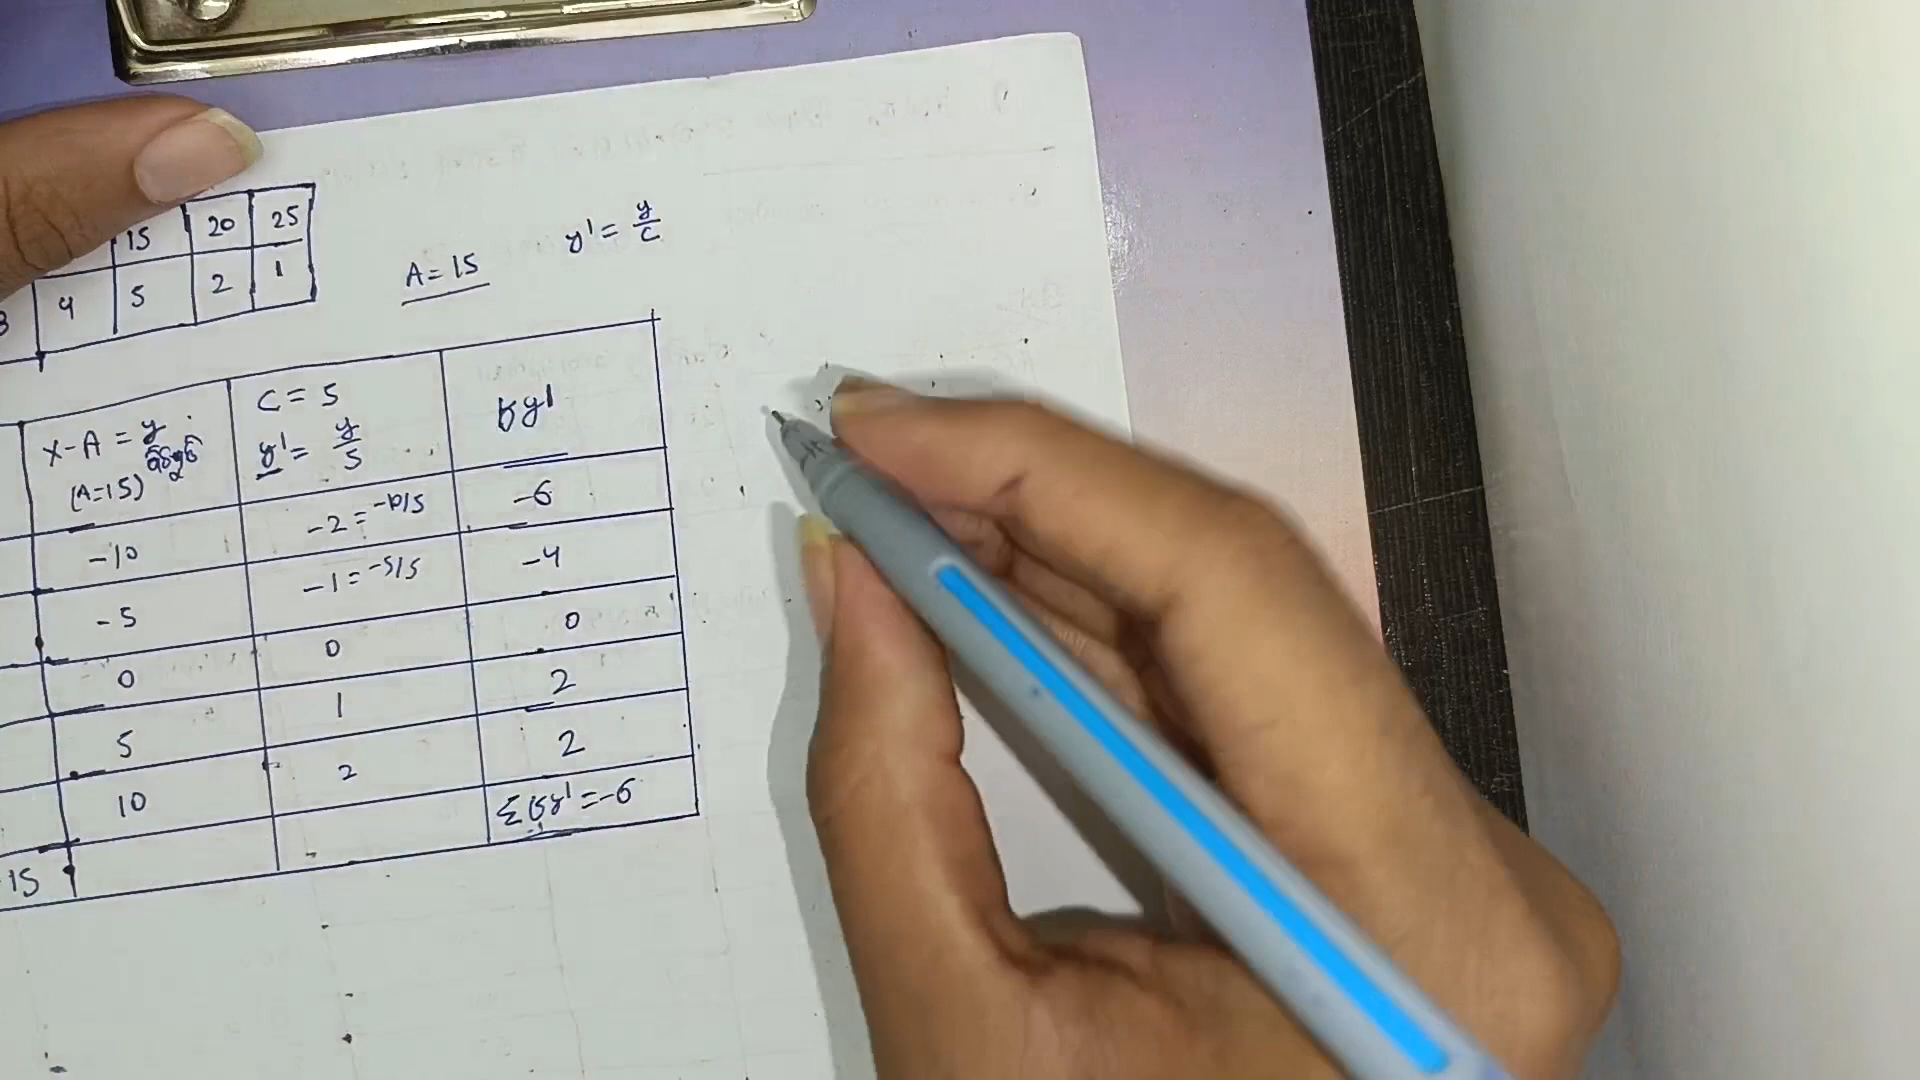 15 20 25
3 4 5 2 1
A = 15
y' = y/c
x - A = y
(A=15)
C = 5
y' = y/5
fy'
-10 -2 = -10/5 -6
-5 -1 = -5/5 -4
0 0 0
5 1 2
10 2 2
15 Σfy' = -6